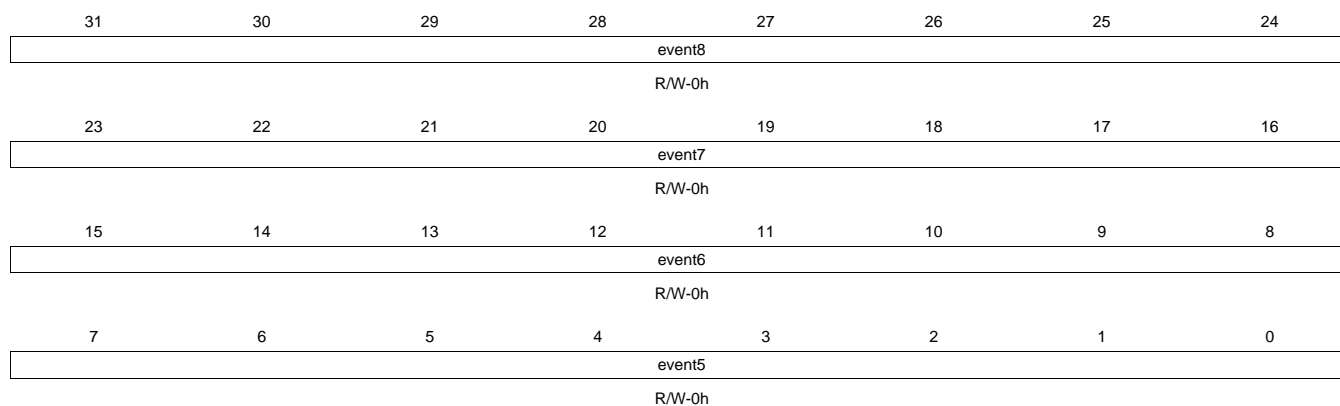 31 30 29 28 27 26 25 24
event8
R/W-0h
23 22 21 20 19 18 17 16
event7
R/W-0h
15 14 13 12 11 10 9 8
event6
R/W-0h
7 6 5 4 3 2 1 0
event5
R/W-0h